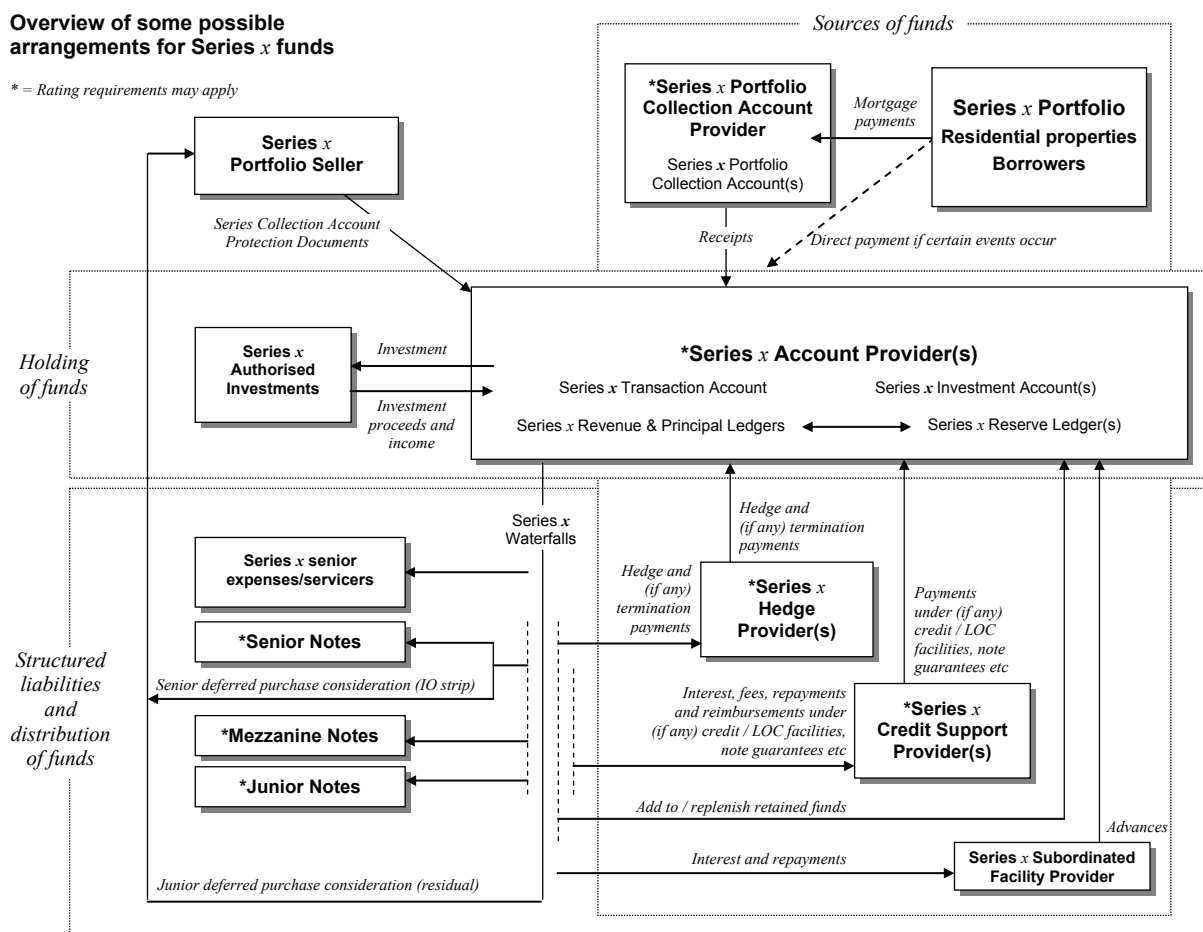 Overview of some possible
arrangements for Series x funds
* = Rating requirements may apply
Sources of funds
*Series x Portfolio
Collection Account
Provider
Series x Portfolio
Collection Account(s)
Mortgage
payments
Series x Portfolio
Residential properties
Borrowers
Series x
Portfolio Seller
Series Collection Account
Protection Documents
Receipts
Direct payment if certain events occur
Holding
of funds
Series x
Authorised
Investments
Investment
Investment
proceeds and
income
*Series x Account Provider(s)
Series x Transaction Account
Series x Investment Account(s)
Series x Revenue & Principal Ledgers
Series x Reserve Ledger(s)
Structured
liabilities
and
distribution
of funds
Series x
Waterfalls
Series x senior
expenses/servicers
*Senior Notes
Senior deferred purchase consideration (IO strip)
*Mezzanine Notes
*Junior Notes
Junior deferred purchase consideration (residual)
Hedge and
(if any) termination
payments
Hedge and
(if any)
termination
payments
*Series x
Hedge
Provider(s)
Payments
under (if any)
credit / LOC
facilities, note
guarantees etc
Interest, fees, repayments
and reimbursements under
(if any) credit / LOC facilities,
note guarantees etc
*Series x
Credit Support
Provider(s)
Add to / replenish retained funds
Advances
Interest and repayments
Series x Subordinated
Facility Provider